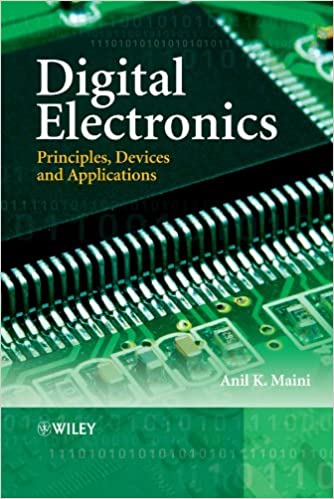 Digital
Electronics
Principles, Devices
and Applications
Anil K. Maini
WILEY